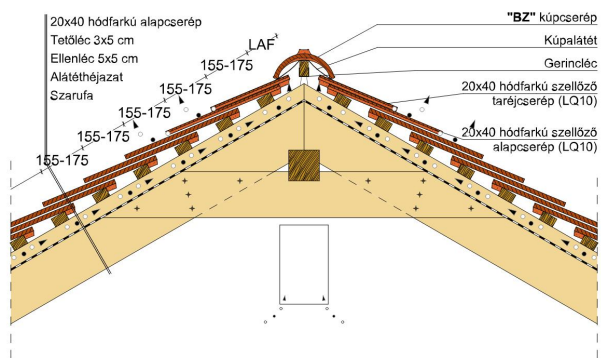 20x40 hódfarkú alapcserép
Tetőléc 3x5 cm
Ellenléc 5x5 cm
Alátéthéjazat
Szarufa
LAF
155-175
155-175
155-175
155-175
"BZ" kúpcserép
Kúpalátét
Gerincléc
20x40 hódfarkú szellőző
taréjcserép (LQ10)
20x40 hódfarkú szellőző
alapcserép (LQ10)